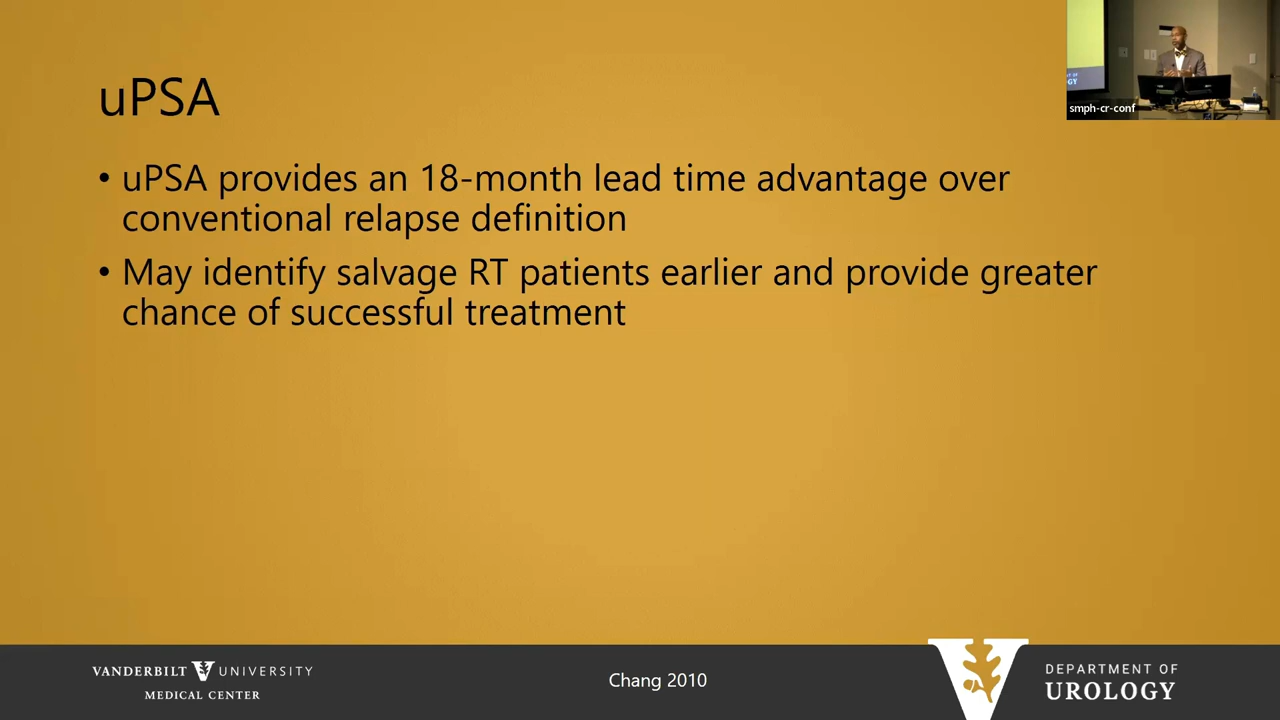 uPSA
• uPSA provides an 18-month lead time advantage over
conventional relapse definition
• May identify salvage RT patients earlier and provide greater
chance of successful treatment
smph-cr-conf
GY
VANDERBILT V UNIVERSITY
MEDICAL CENTER
Chang 2010
V
DEPARTMENT OF
UROLOGY